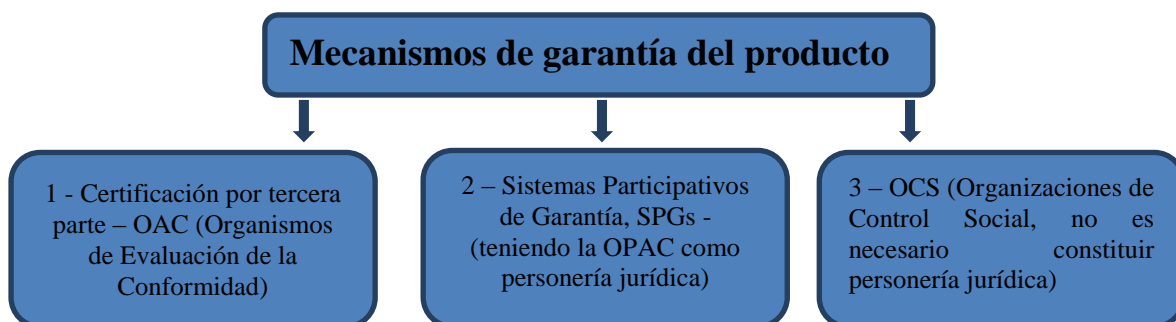 Mecanismos de garantía del producto
1 - Certificación por tercera
parte – OAC (Organismos
de Evaluación de la
Conformidad)
2 – Sistemas Participativos
de Garantía, SPGs -
(teniendo la OPAC como
personería jurídica)
3 – OCS (Organizaciones de
Control Social, no es
necesario constituir
personería jurídica)